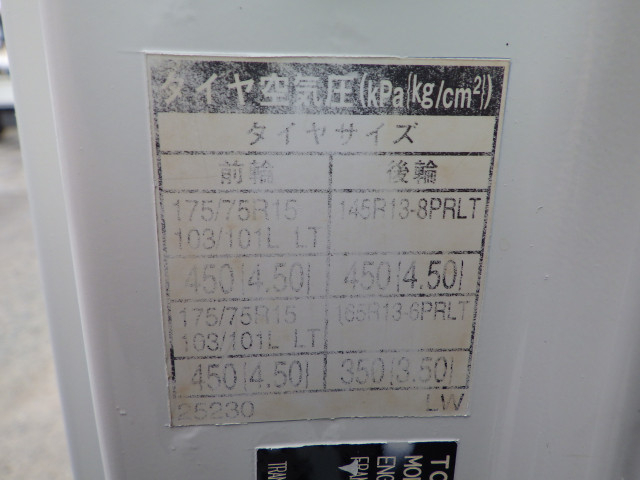 タイヤ空気圧(kPa{kg/cm²})
タイヤサイズ
前輪 後輪
175/75R15 145R13-8PRLT
103/101L LT
450{4.50} 450{4.50}
175/75R15 165R13-6PRLT
103/101L LT
450{4.50} 350{3.50}
25230 LW